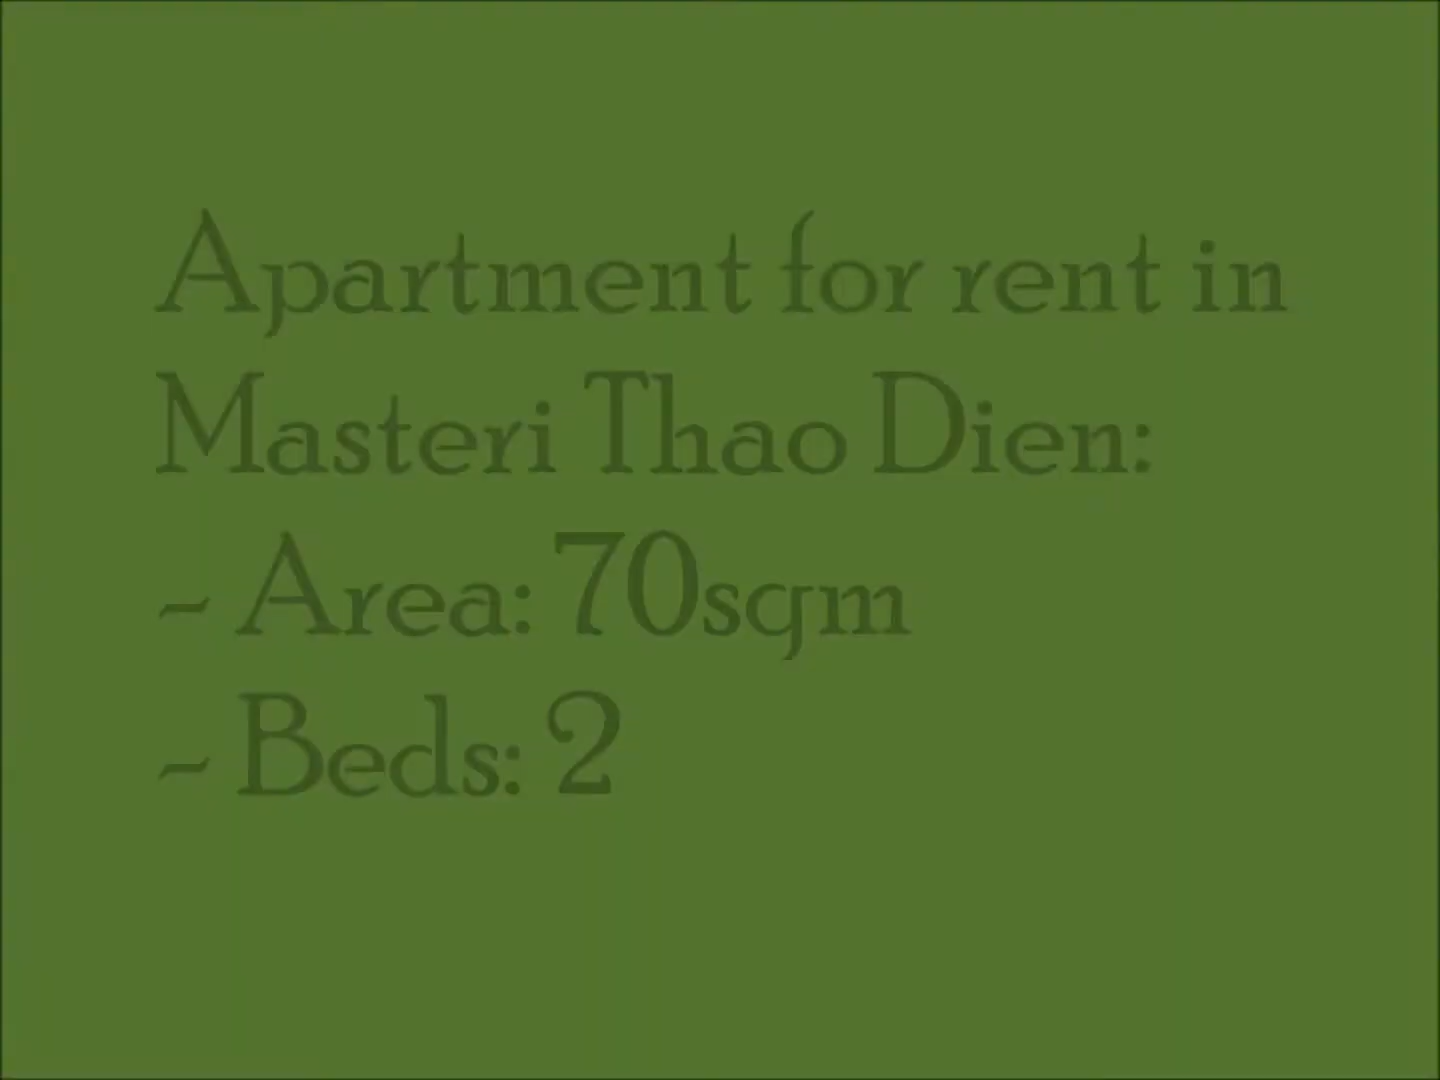 Apartment for rent in
Masteri Thao Dien:
- Area: 70sqm
- Beds: 2